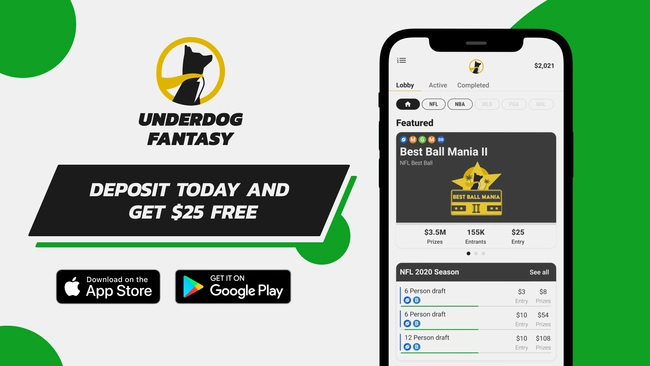 UNDERDOG
FANTASY
DEPOSIT TODAY AND
GET $25 FREE
Download on the
App Store
GET IT ON
Google Play
$2,021
Lobby Active Completed
NFL NBA MLB PGA NHL
Featured
Best Ball Mania II
NFL Best Ball
BEST BALL MANIA
II
$3.5M 155K $25
Prizes Entrants Entry
NFL 2020 Season See all
6 Person draft $3 $8
Entry Prizes
6 Person draft $10 $54
Entry Prizes
12 Person draft $10 $108
Entry Prizes